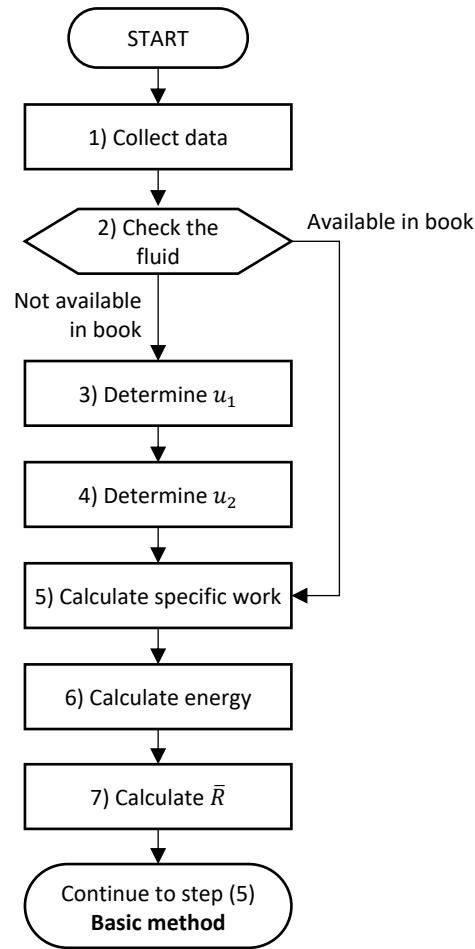 START
1) Collect data
2) Check the
fluid
Available in book
Not available
in book
3) Determine u₁
4) Determine u₂
5) Calculate specific work
6) Calculate energy
7) Calculate R̄
Continue to step (5)
Basic method